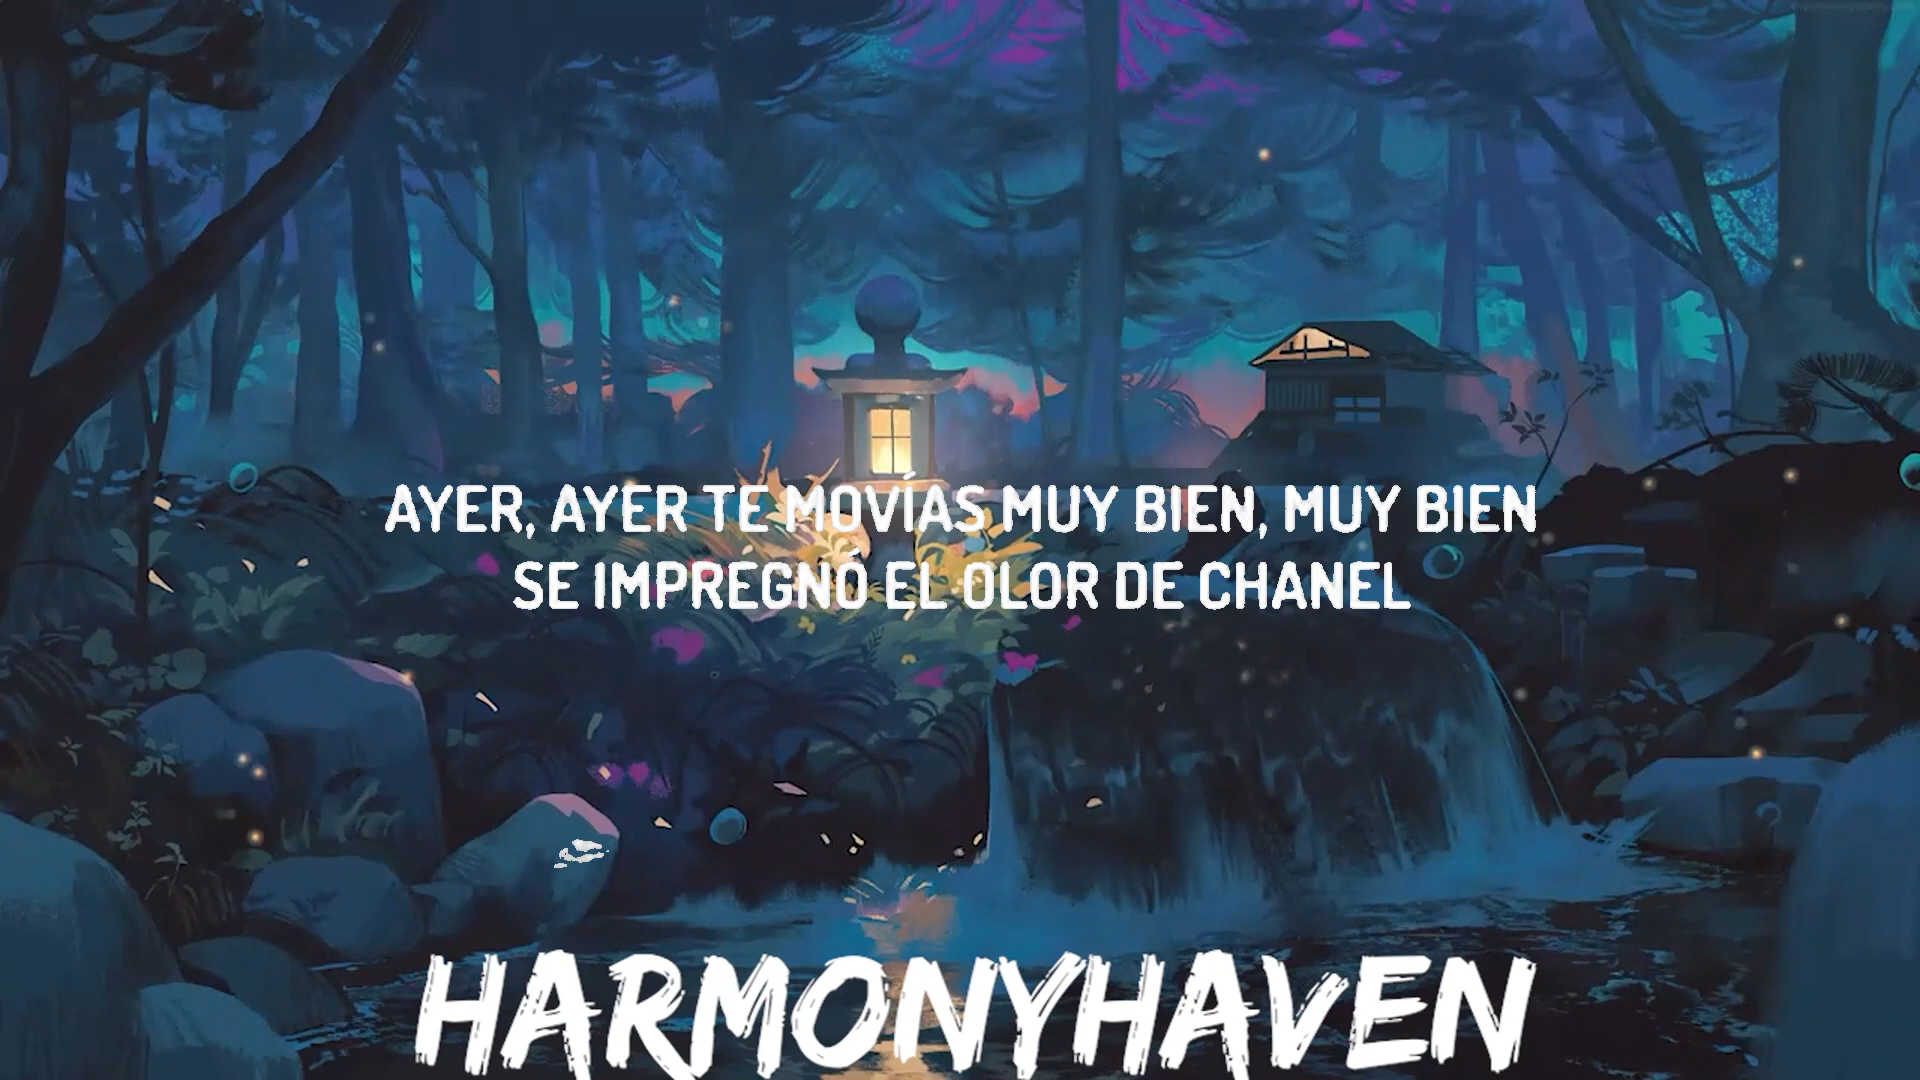 AYER, AYER TE MOVÍAS MUY BIEN, MUY BIEN
SE IMPREGNÓ EL OLOR DE CHANEL
HARMONYHAVEN